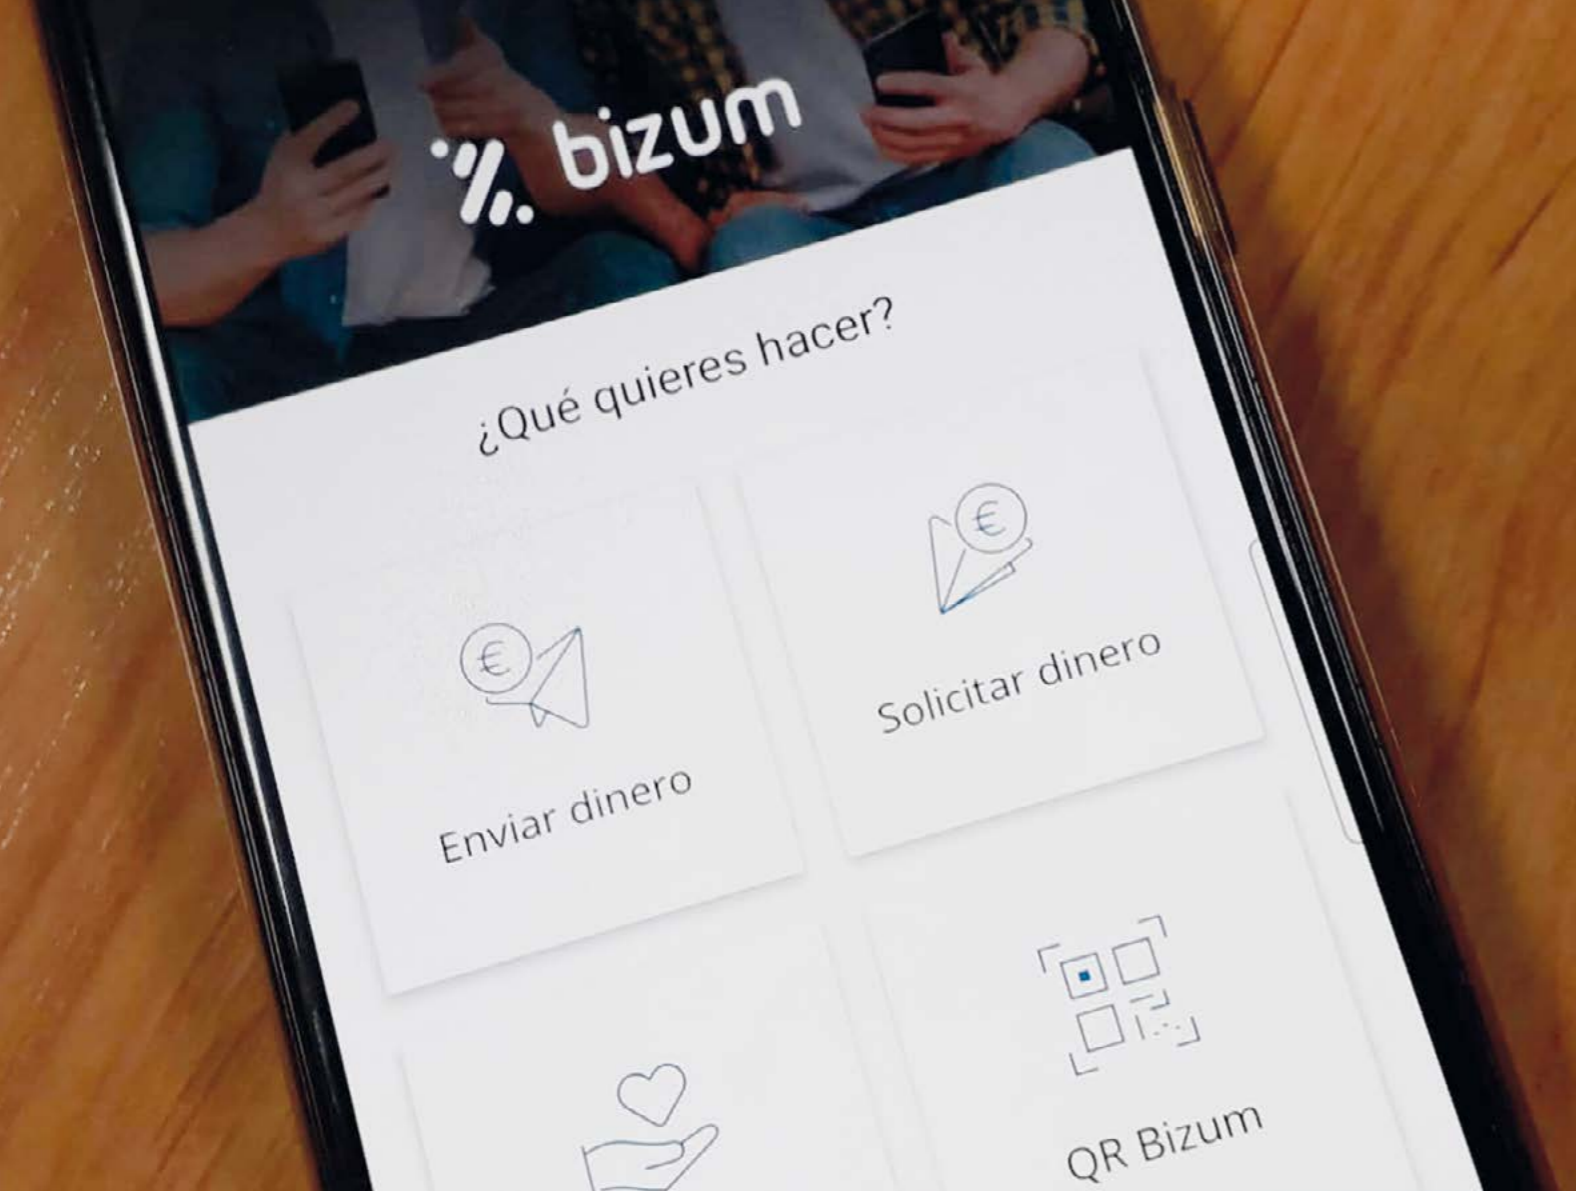 bizum
¿Qué quieres hacer?
€
€
Enviar dinero
Solicitar dinero
QR Bizum